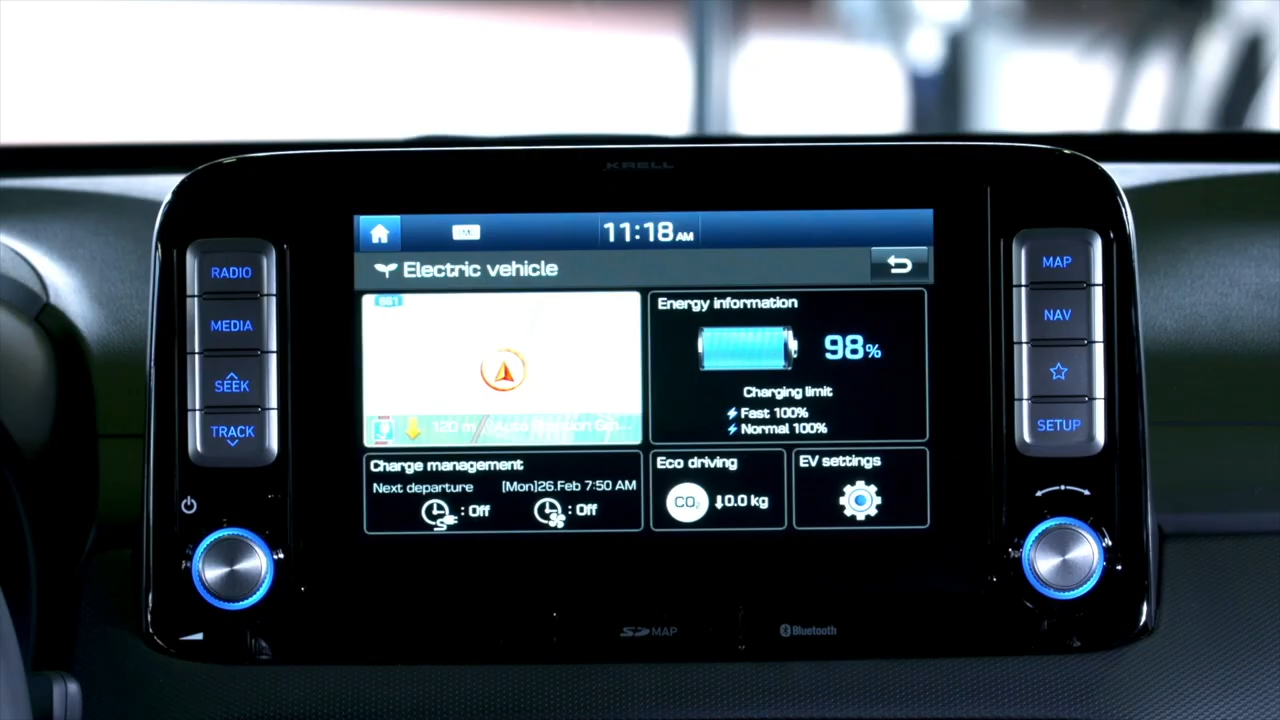 KRELL
11:18 AM
Electric vehicle
RADIO
MEDIA
SEEK
TRACK
MAP
NAV
SETUP
Energy information
98%
Charging limit
Fast 100%
Normal 100%
120 m
Charge management
Next departure [Mon]26.Feb 7:50 AM
: Off : Off
Eco driving
CO₂ 0.0 kg
EV settings
SD MAP
Bluetooth